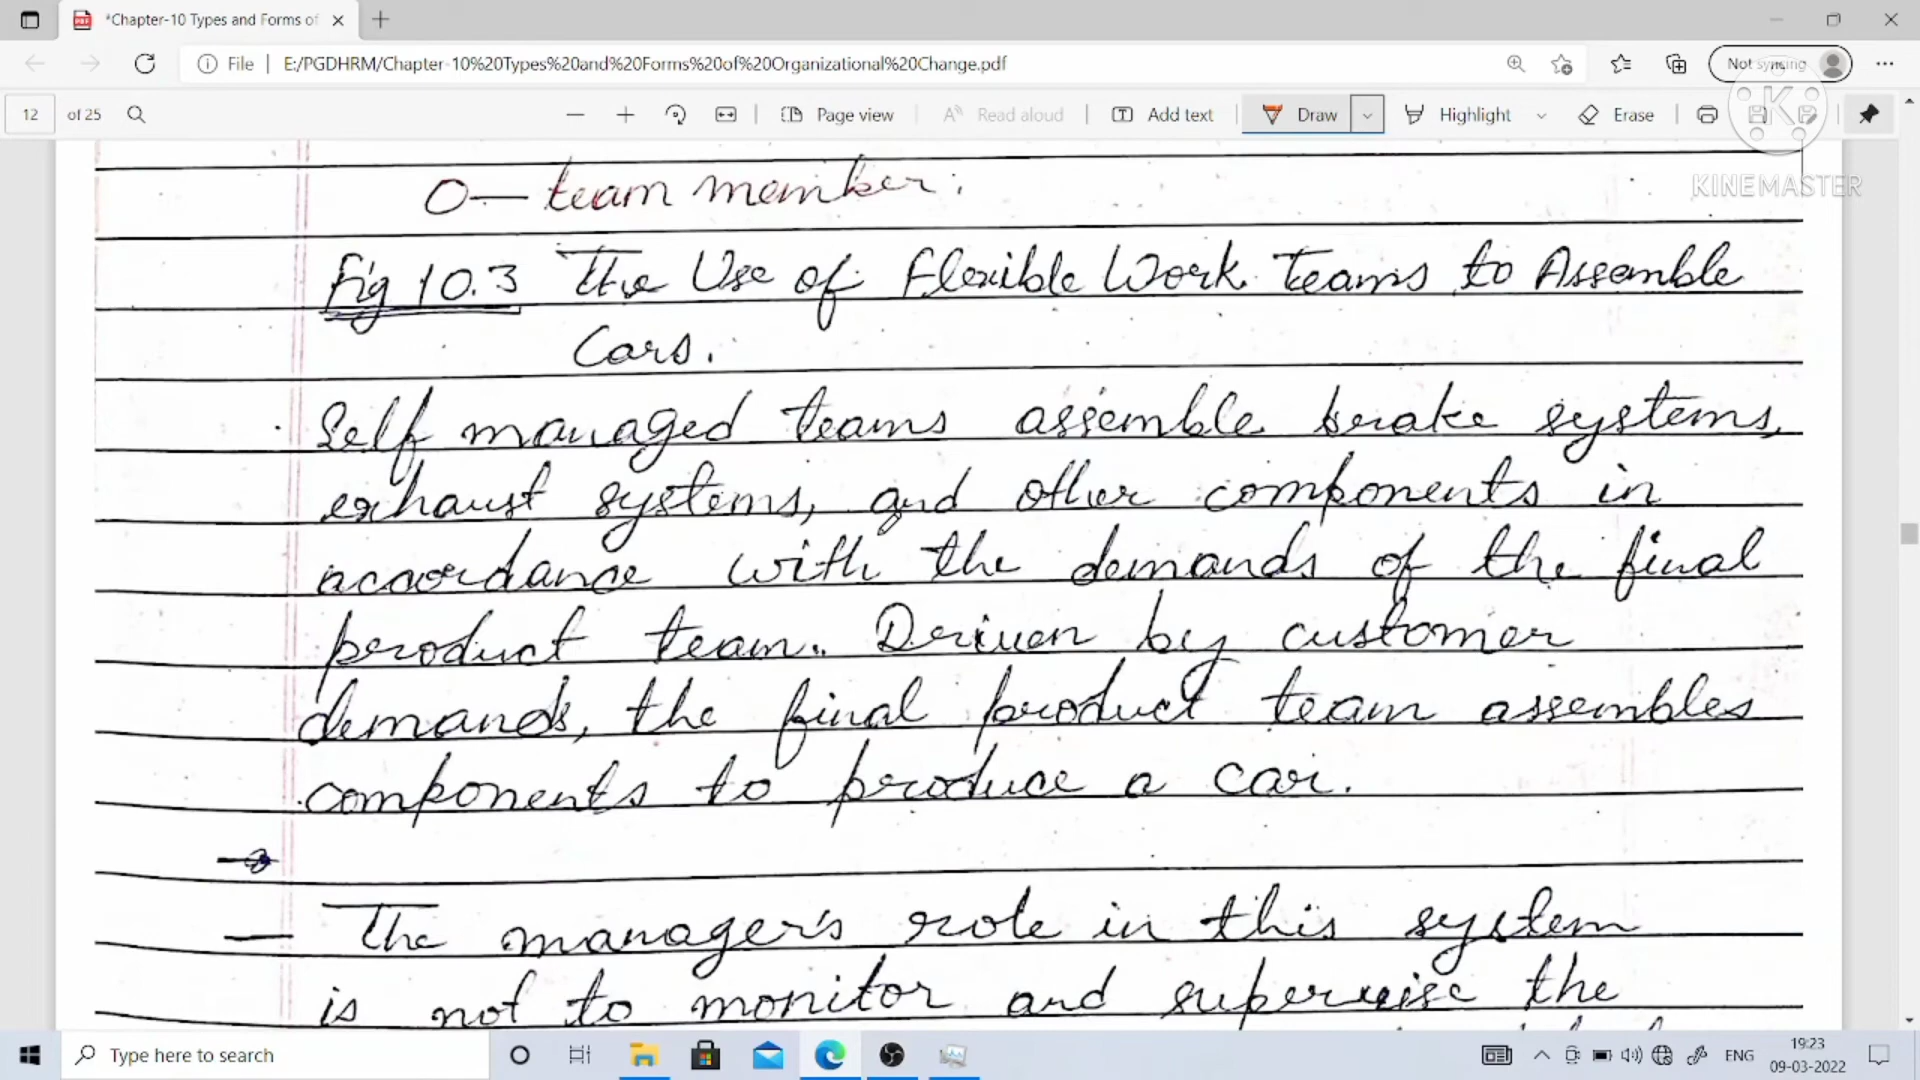 *Chapter-10 Types and Forms of
File
E:/PGDHRM/Chapter-10%20Types%20and%20Forms%20of%20Organizational%20Change.pdf
Not syncing
12 of 25
Page view
Read aloud
Add text
Draw
Highlight
Erase
KINEMASTER
O— team member.
Fig 10.3 The Use of Flexible Work Teams to Assemble
Cars.
Self managed teams assemble brake systems,
exhaust systems, and other components in
acaordance with the demands of the final
product team. Driven by customer
demands, the final product team assembles
components to produce a car.
— The manager's role in this system
is not to monitor and supervise the
Type here to search
ENG
19:23
09-03-2022